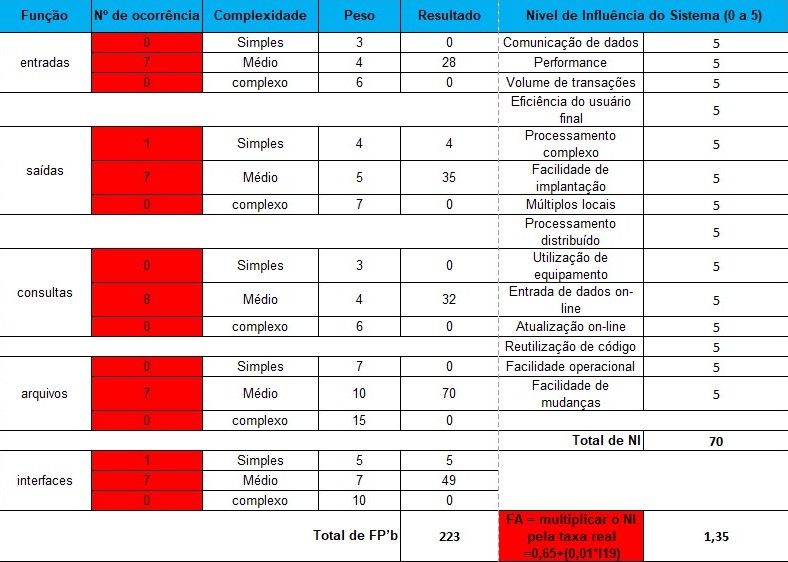 Função Nº de ocorrência Complexidade Peso Resultado Nível de Influência do Sistema (0 a 5)
0 Simples 3 0 Comunicação de dados 5
entradas 7 Médio 4 28 Performance 5
0 complexo 6 0 Volume de transações 5
Eficiência do usuário
final 5
1 Simples 4 4 Processamento
complexo 5
saídas 7 Médio 5 35 Facilidade de
implantação 5
0 complexo 7 0 Múltiplos locais 5
Processamento
distribuído 5
0 Simples 3 0 Utilização de
equipamento 5
consultas 8 Médio 4 32 Entrada de dados on-
line 5
0 complexo 6 0 Atualização on-line 5
Reutilização de código 5
0 Simples 7 0 Facilidade operacional 5
arquivos 7 Médio 10 70 Facilidade de
mudanças 5
0 complexo 15 0
Total de NI 70
1 Simples 5 5
interfaces 7 Médio 7 49
0 complexo 10 0
Total de FP’b 223 FA = multiplicar o NI
pela taxa real
=0,65+(0,01*I19) 1,35